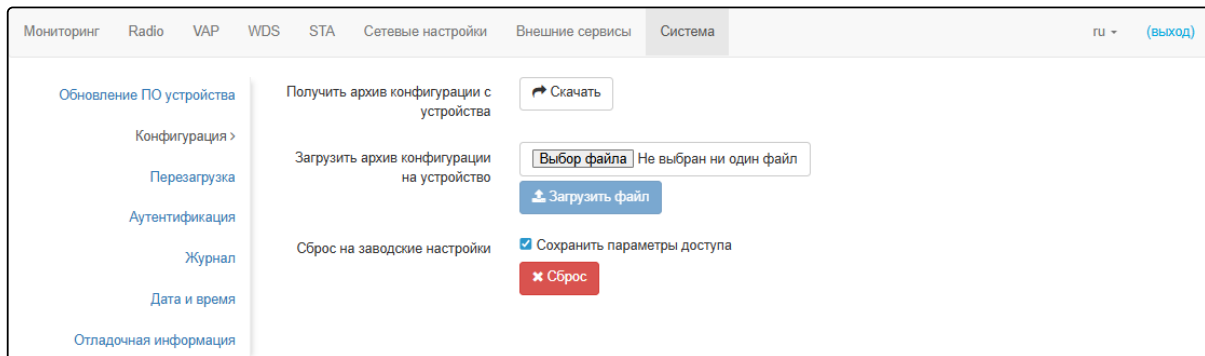 Мониторинг Radio VAP WDS STA Сетевые настройки Внешние сервисы Система ru (выход)
Обновление ПО устройства
Конфигурация >
Перезагрузка
Аутентификация
Журнал
Дата и время
Отладочная информация
Получить архив конфигурации с
устройства
Скачать
Загрузить архив конфигурации
на устройство
Выбор файла Не выбран ни один файл
Загрузить файл
Сброс на заводские настройки
Сохранить параметры доступа
Сброс